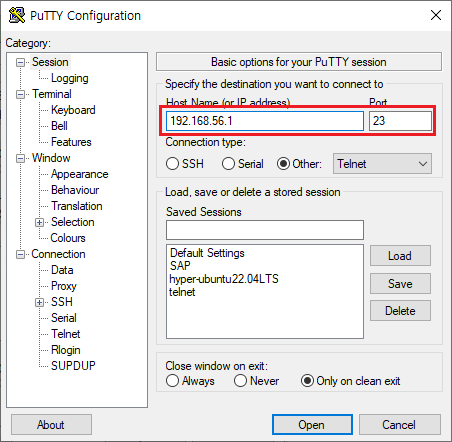 PuTTY Configuration
Category:
Session
Logging
Terminal
Keyboard
Bell
Features
Window
Appearance
Behaviour
Translation
Selection
Colours
Connection
Data
Proxy
SSH
Serial
Telnet
Rlogin
SUPDUP
Basic options for your PuTTY session
Specify the destination you want to connect to
Host Name (or IP address) Port
192.168.56.1 23
Connection type:
SSH Serial Other: Telnet
Load, save or delete a stored session
Saved Sessions
Default Settings
SAP
hyper-ubuntu22.04LTS
telnet
Load
Save
Delete
Close window on exit:
Always Never Only on clean exit
About Open Cancel